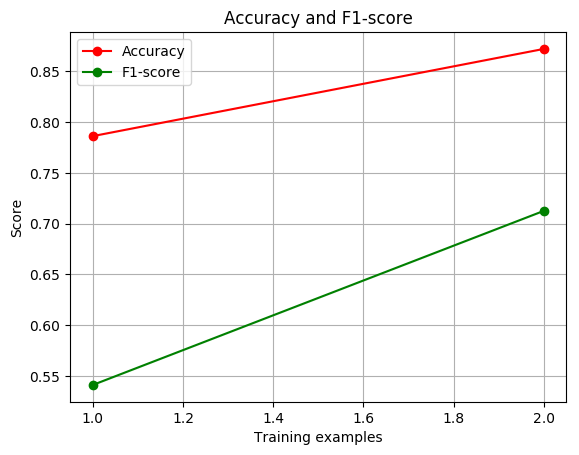 Accuracy and F1-score
Accuracy
F1-score
Score
0.85
0.80
0.75
0.70
0.65
0.60
0.55
1.0 1.2 1.4 1.6 1.8 2.0
Training examples